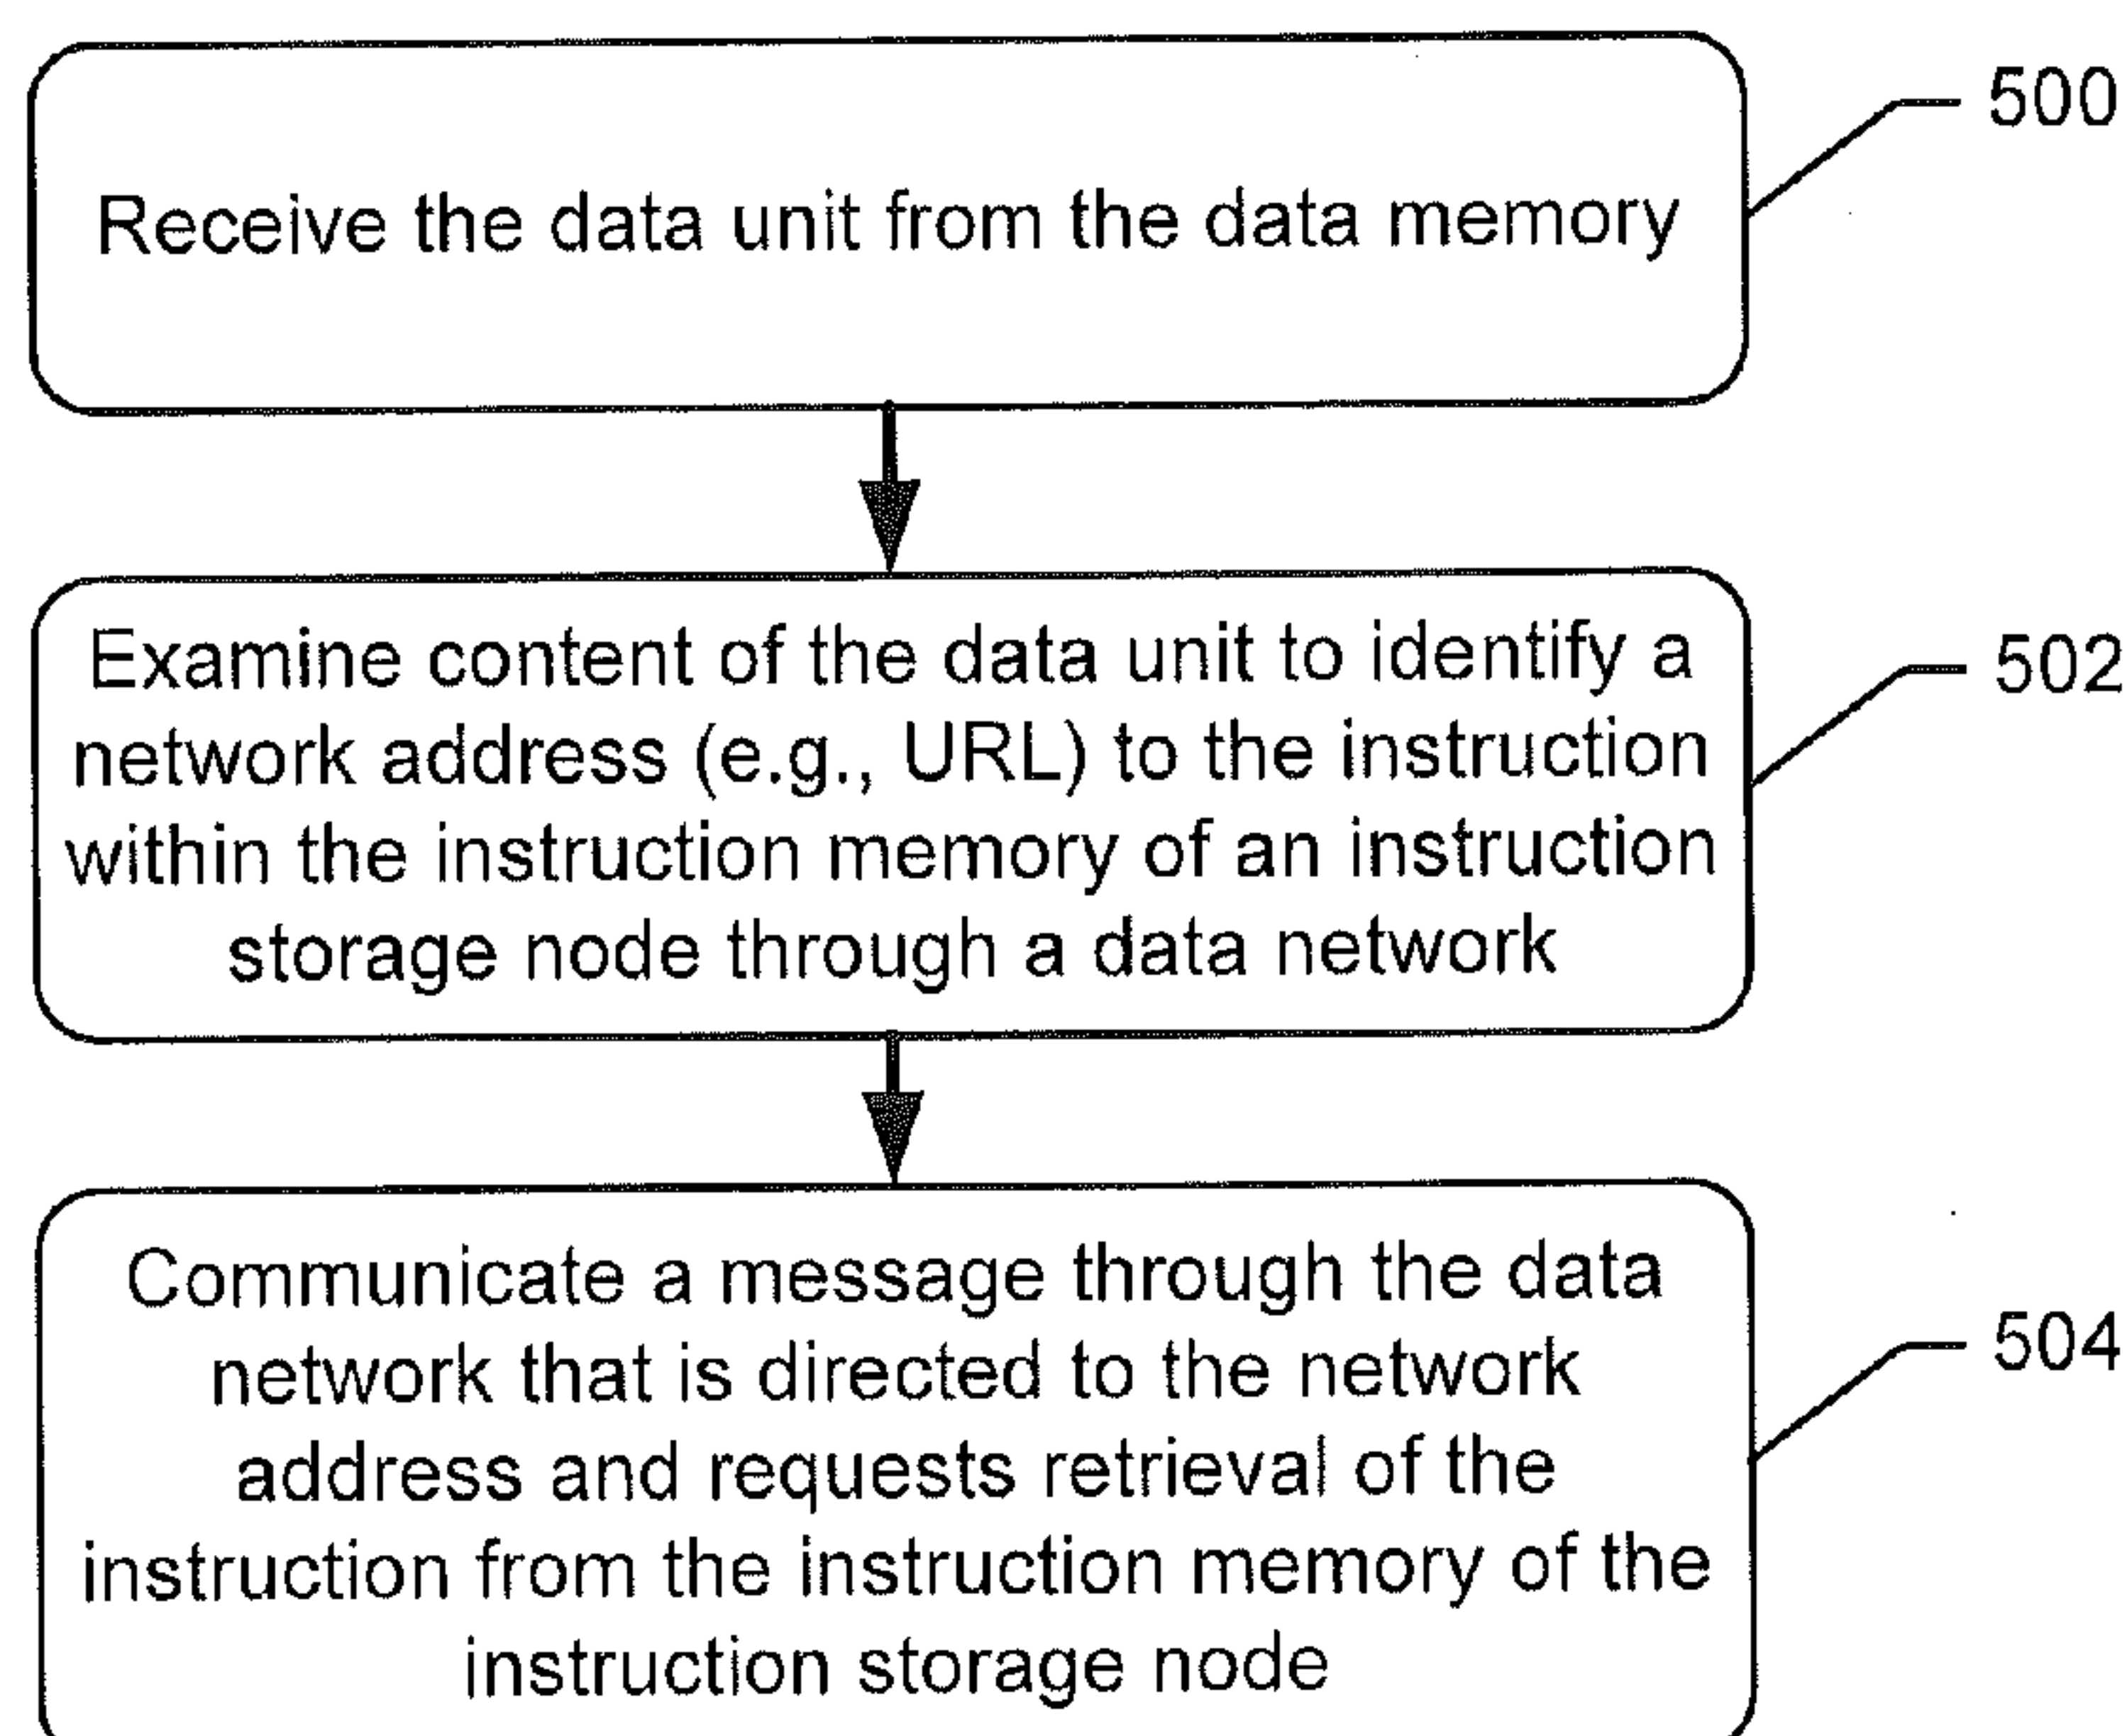 500
Receive the data unit from the data memory
Examine content of the data unit to identify a
502
network address (e.g., URL) to the instruction
within the instruction memory of an instruction
storage node through a data network
Communicate a message through the data
504
network that is directed to the network
address and requests retrieval of the
instruction from the instruction memory of the
instruction storage node